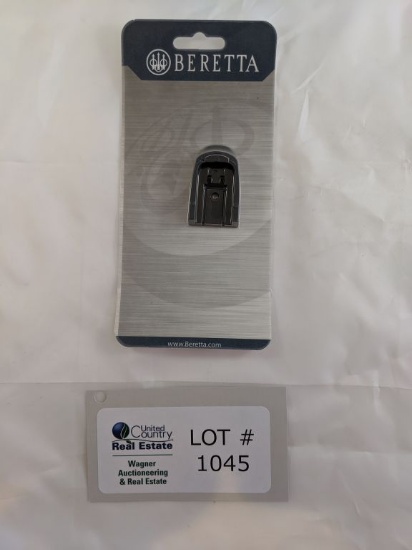 BERETTA
www.Beretta.com
United
Country
Real Estate
Wagner
Auctioneering
& Real Estate
LOT #
1045